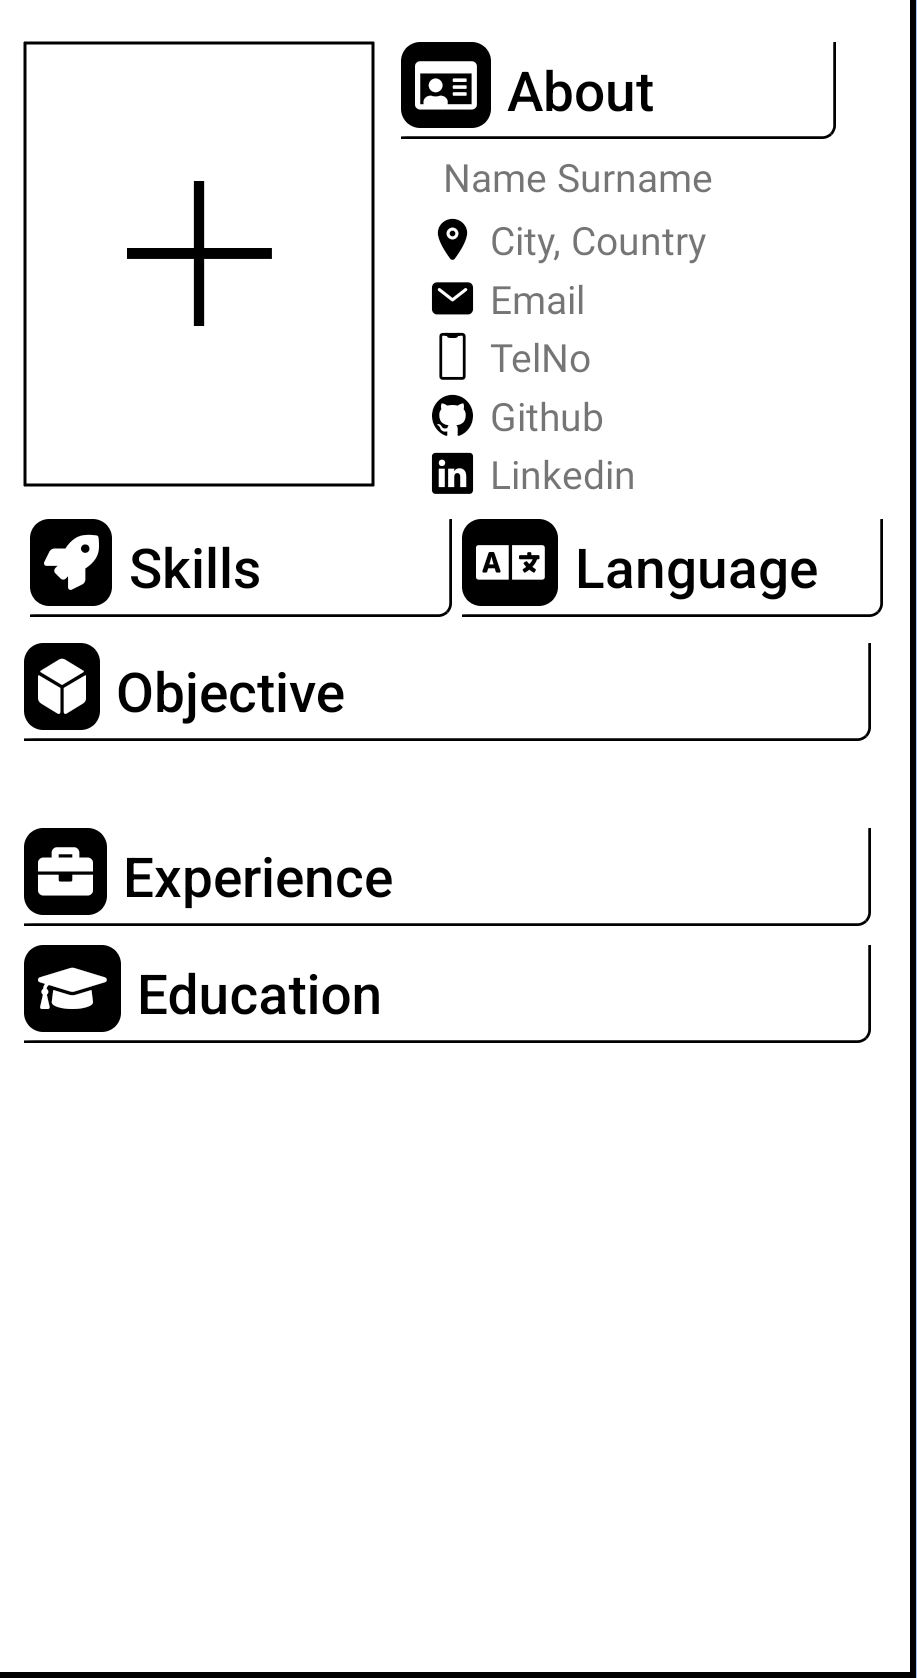 About
Name Surname
City, Country
Email
TelNo
Github
Linkedin
Skills
A 文 Language
Objective
Experience
Education